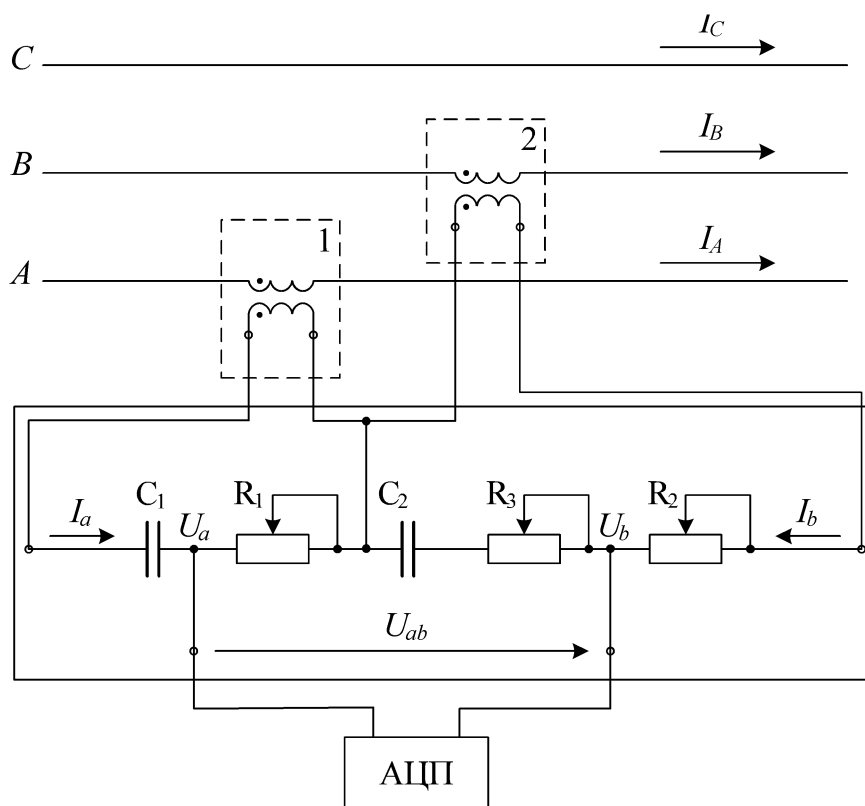 I_C
C
2
I_B
B
1
I_A
A
C₁
R₁
C₂
R₃
R₂
I_a
U_a
U_b
I_b
U_ab
АЦП